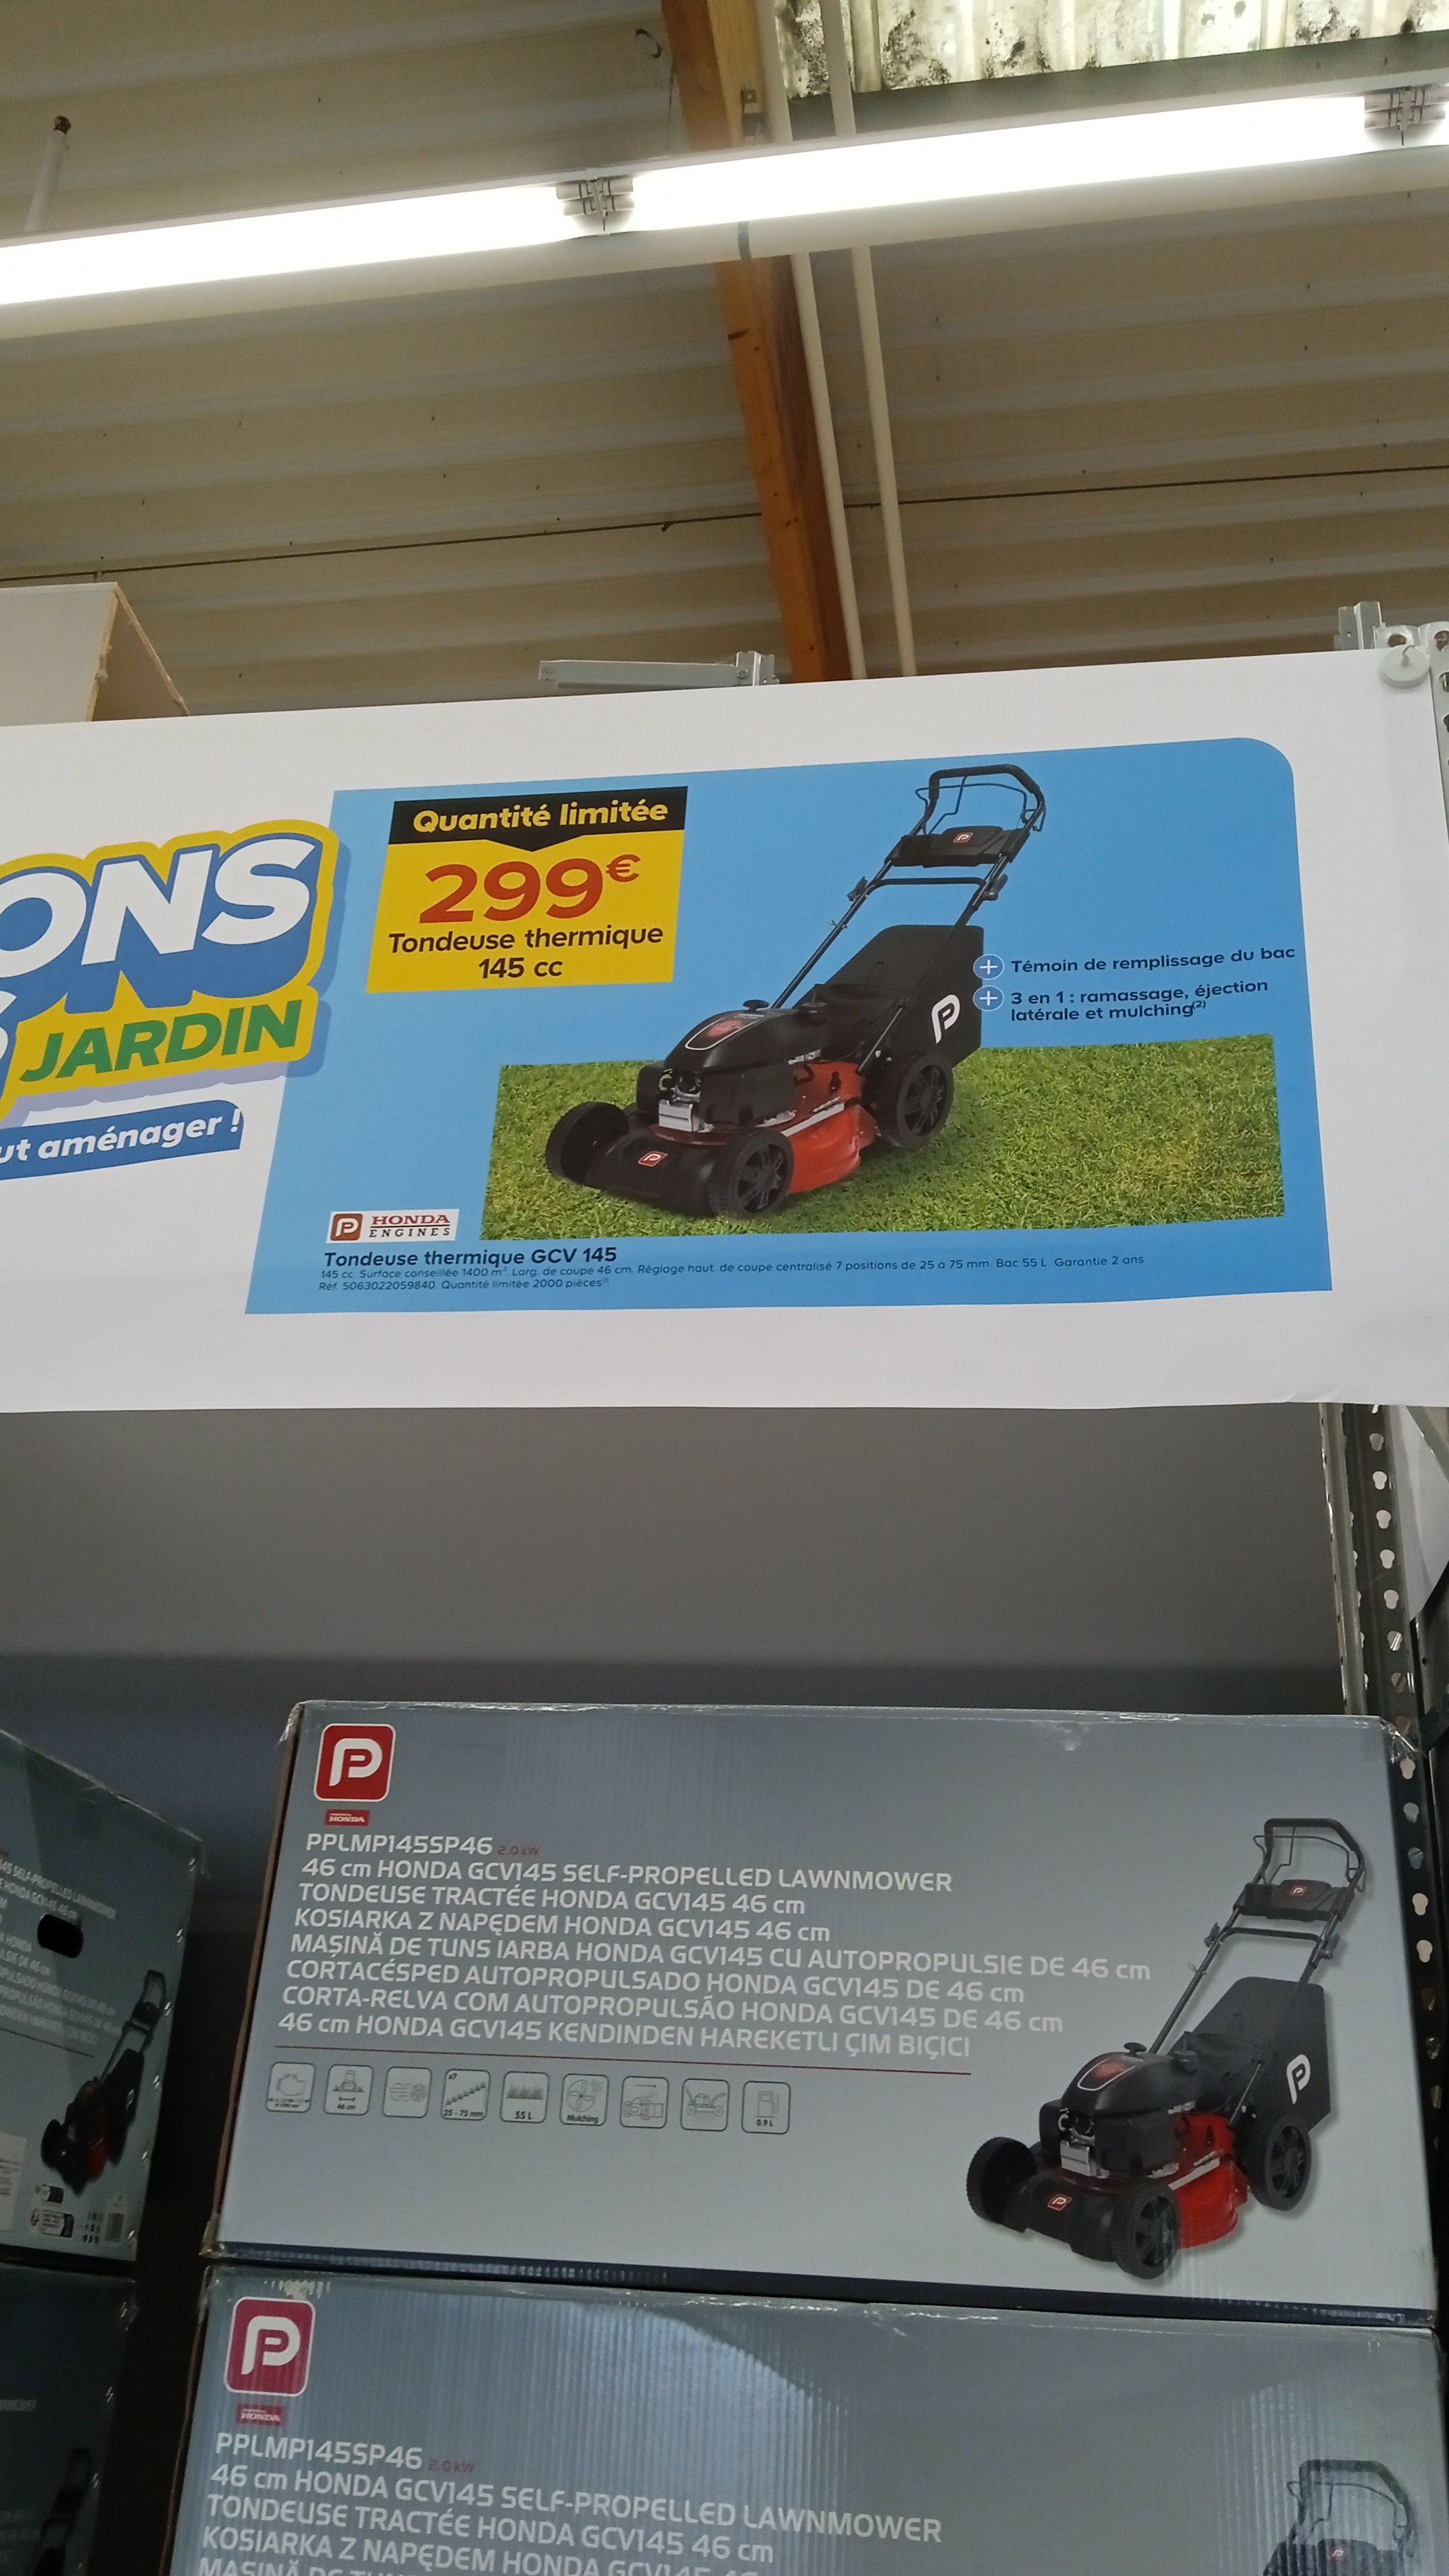 ONS
JARDIN
ut aménager !
Quantité limitée
299€
Tondeuse thermique
145 cc
P
Témoin de remplissage du bac
3 en 1 : ramassage, éjection
latérale et mulching(2)
P HONDA
ENGINES
Tondeuse thermique GCV 145
145 cc. Surface conseillée 1400 m². Larg. de coupe 46 cm. Réglage haut. de coupe centralisé 7 positions de 25 à 75 mm. Bac 55 L. Garantie 2 ans.
Réf. 5063022059840. Quantité limitée 2000 pièces
P
HONDA
PPLMP145SP46 2.0 kW
46 cm HONDA GCV145 SELF-PROPELLED LAWNMOWER
TONDEUSE TRACTÉE HONDA GCV145 46 cm
KOSIARKA Z NAPĘDEM HONDA GCV145 46 cm
MAȘINĂ DE TUNS IARBA HONDA GCV145 CU AUTOPROPULSIE DE 46 cm
CORTACÉSPED AUTOPROPULSADO HONDA GCV145 DE 46 cm
CORTA-RELVA COM AUTOPROPULSÃO HONDA GCV145 DE 46 cm
46 cm HONDA GCV145 KENDINDEN HAREKETLI ÇIM BIÇICI
46 cm
x7
25 - 75 mm
55 L
Mulching
0.9 L
P
P
HONDA
PPLMP145SP46 2.0 kW
46 cm HONDA GCV145 SELF-PROPELLED LAWNMOWER
TONDEUSE TRACTÉE HONDA GCV145 46 cm
KOSIARKA Z NAPĘDEM HONDA GCV145 46